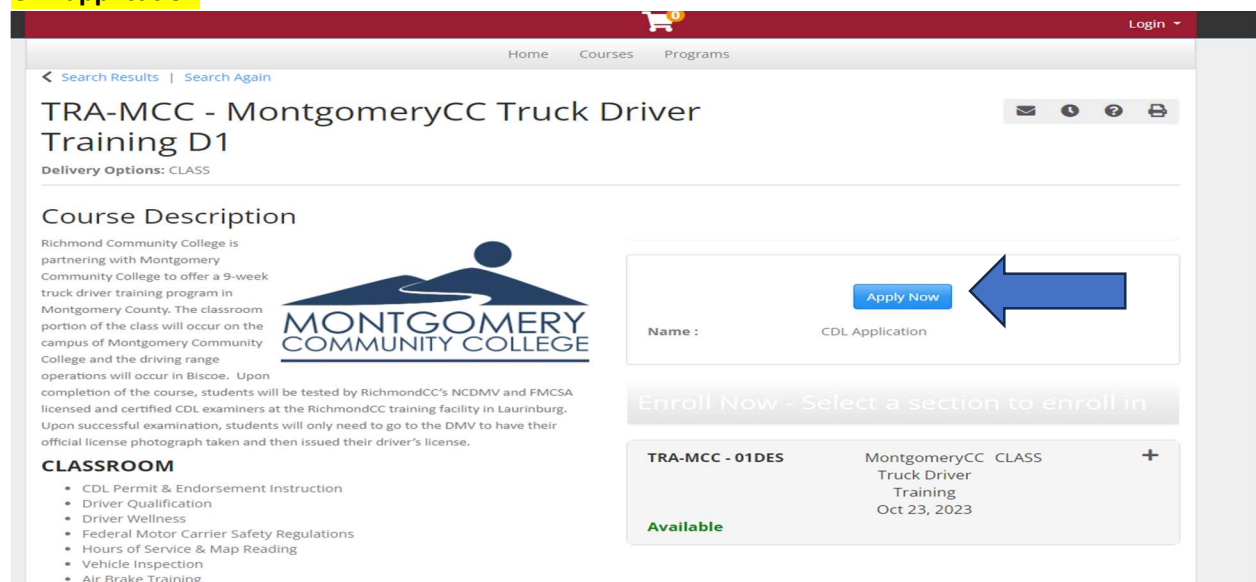 0
Login
Home Courses Programs
Search Results | Search Again
TRA-MCC - MontgomeryCC Truck Driver
Training D1
Delivery Options: CLASS
Course Description
Richmond Community College is
partnering with Montgomery
Community College to offer a 9-week
truck driver training program in
Montgomery County. The classroom
portion of the class will occur on the
campus of Montgomery Community
College and the driving range
operations will occur in Biscoe. Upon
completion of the course, students will be tested by RichmondCC's NCDMV and FMCSA
licensed and certified CDL examiners at the RichmondCC training facility in Laurinburg.
Upon successful examination, students will only need to go to the DMV to have their
official license photograph taken and then issued their driver's license.
MONTGOMERY
COMMUNITY COLLEGE
CLASSROOM
• CDL Permit & Endorsement Instruction
• Driver Qualification
• Driver Wellness
• Federal Motor Carrier Safety Regulations
• Hours of Service & Map Reading
• Vehicle Inspection
• Air Brake Training
Apply Now
Name : CDL Application
Enroll Now - Select a section to enroll in
TRA-MCC - 01DES MontgomeryCC CLASS
Truck Driver
Training
Oct 23, 2023
Available